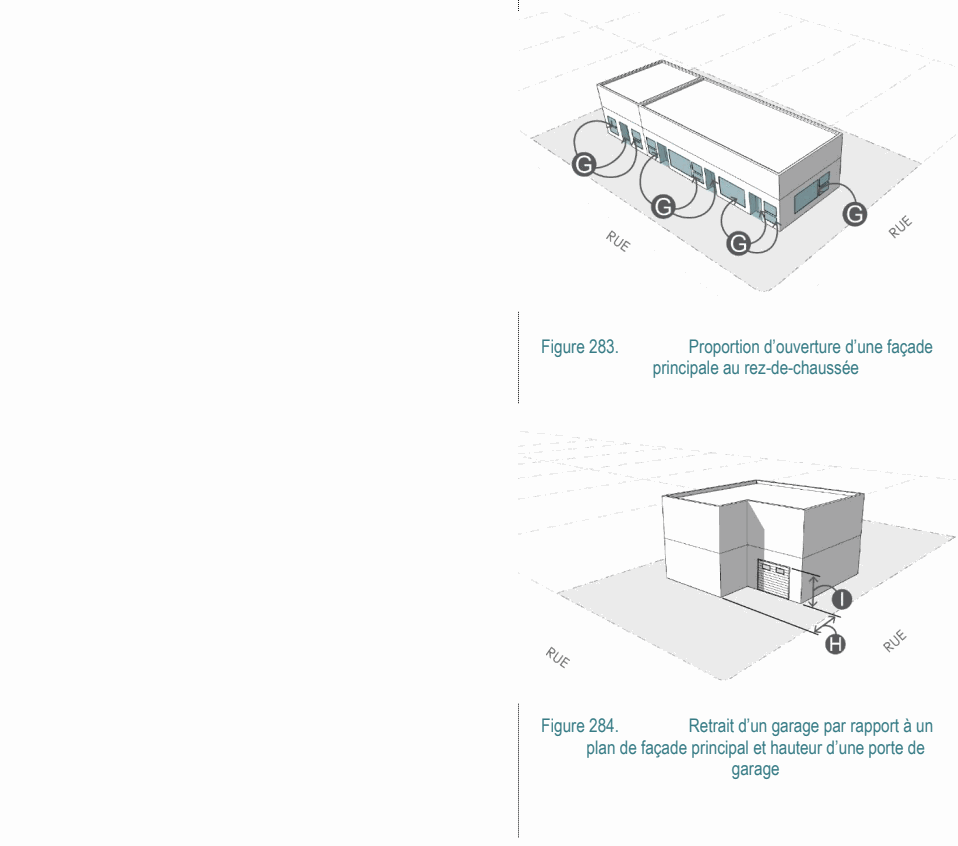 G
G
G
G
RUE
RUE
Figure 283. Proportion d’ouverture d’une façade
principale au rez-de-chaussée
I
H
RUE
RUE
Figure 284. Retrait d’un garage par rapport à un
plan de façade principal et hauteur d’une porte de
garage